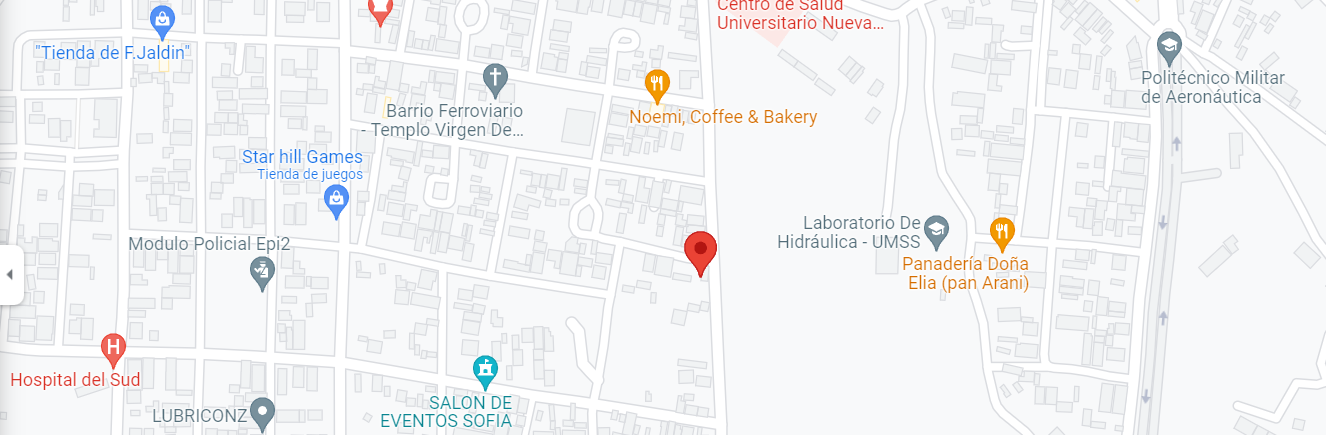 Centro de Salud
Universitario Nueva...
"Tienda de F.Jaldin"
Politécnico Militar
de Aeronáutica
Barrio Ferroviario
- Templo Virgen De...
Noemi, Coffee & Bakery
Star hill Games
Tienda de juegos
Laboratorio De
Hidráulica - UMSS
Modulo Policial Epi2
Panadería Doña
Elia (pan Arani)
H
Hospital del Sud
SALON DE
EVENTOS SOFIA
LUBRICONZ